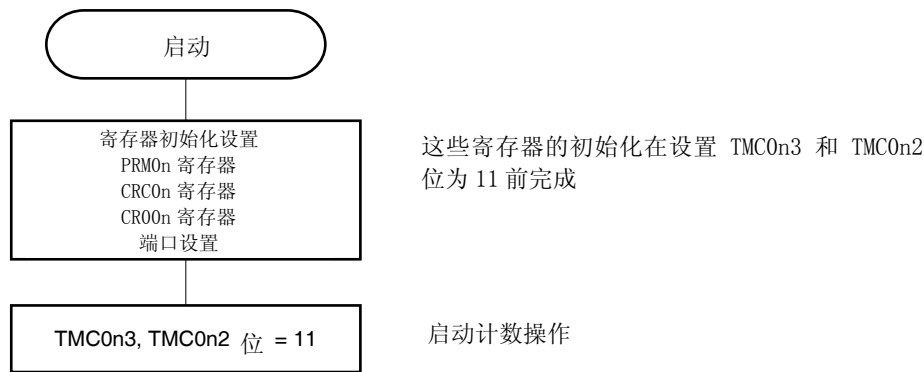 启动
寄存器初始化设置
PRM0n 寄存器
CRC0n 寄存器
CR00n 寄存器
端口设置
这些寄存器的初始化在设置 TMC0n3 和 TMC0n2
位为 11 前完成
TMC0n3, TMC0n2 位 = 11
启动计数操作